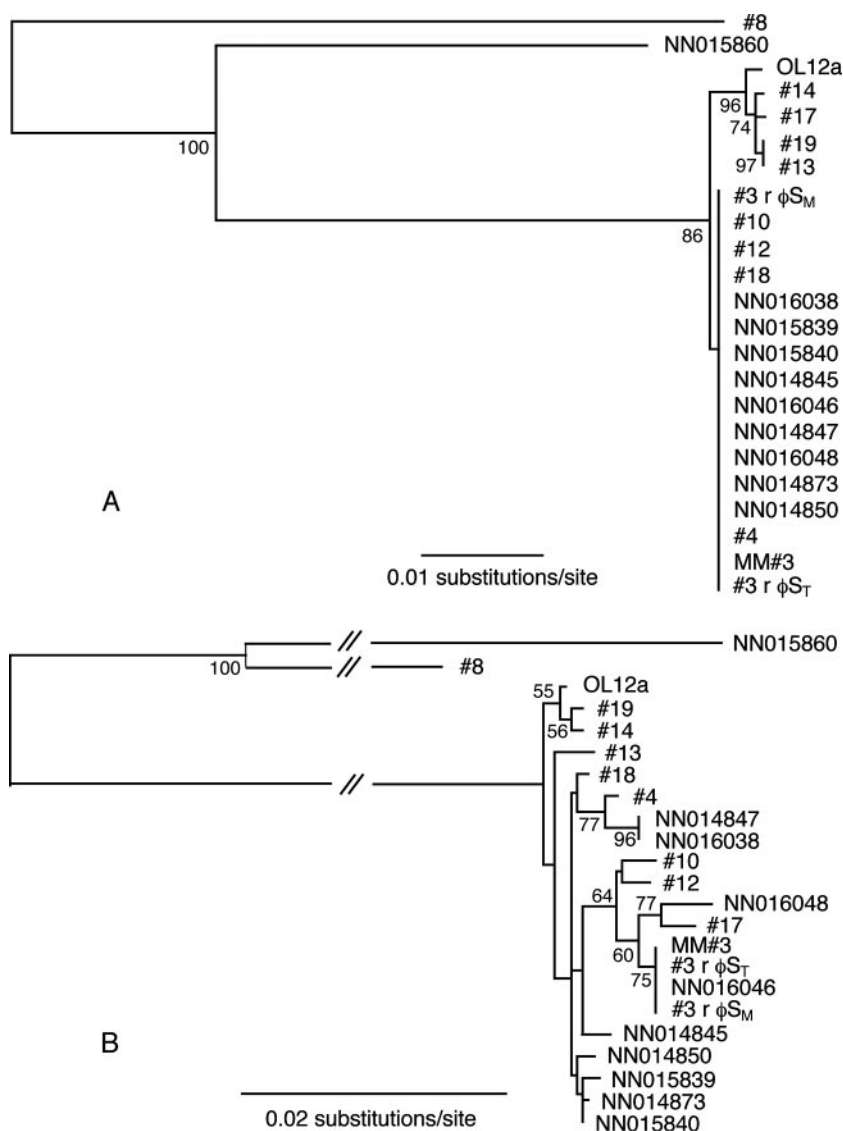 #8
NN015860
OL12a
#14
96
#17
74
#19
100
97
#13
#3 r ϕS_M
#10
86
#12
#18
NN016038
NN015839
NN015840
NN014845
NN016046
NN014847
NN016048
NN014873
A
NN014850
#4
0.01 substitutions/site
MM#3
#3 r ϕS_T
NN015860
100
#8
OL12a
55
#19
56
#14
#13
#18
#4
77
NN014847
96
NN016038
#10
#12
64
77
NN016048
#17
MM#3
60
#3 r ϕS_T
75
NN016046
#3 r ϕS_M
B
NN014845
NN014850
NN015839
0.02 substitutions/site
NN014873
NN015840